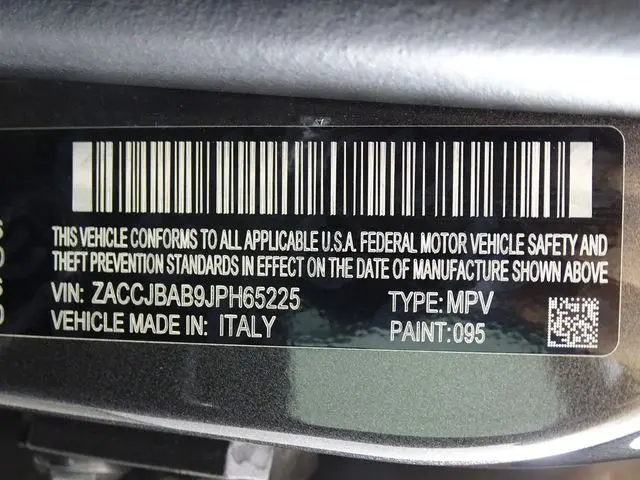 THIS VEHICLE CONFORMS TO ALL APPLICABLE U.S.A. FEDERAL MOTOR VEHICLE SAFETY AND
THEFT PREVENTION STANDARDS IN EFFECT ON THE DATE OF MANUFACTURE SHOWN ABOVE
VIN: ZACCJBAB9JPH65225 TYPE: MPV
VEHICLE MADE IN: ITALY PAINT: 095